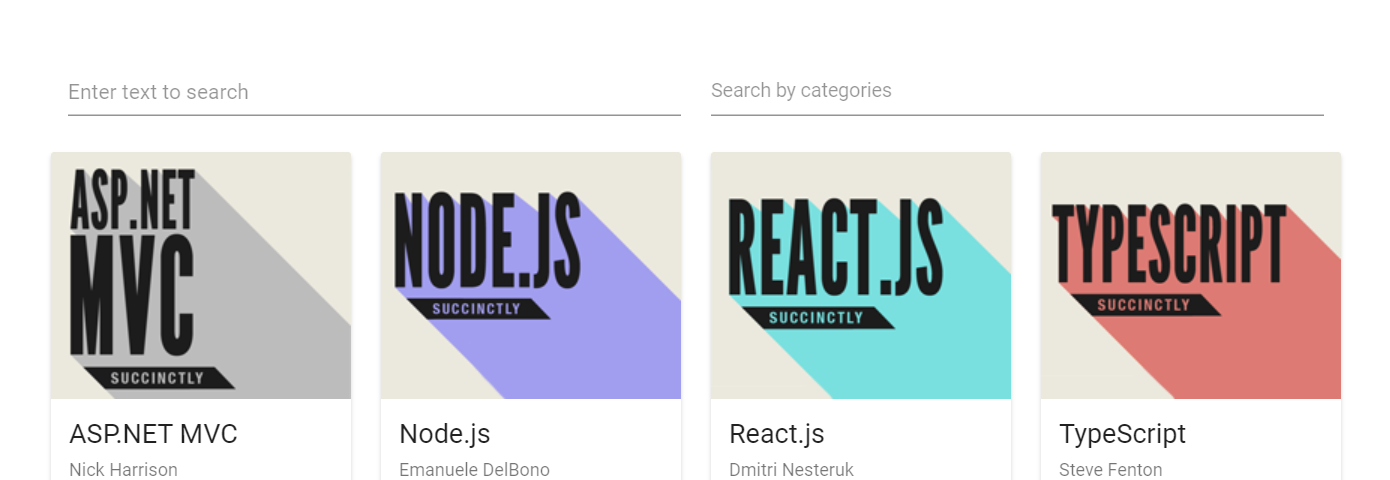 Enter text to search
Search by categories
ASP.NET
MVC
SUCCINCTLY
NODE.JS
SUCCINCTLY
REACT.JS
SUCCINCTLY
TYPESCRIPT
SUCCINCTLY
ASP.NET MVC
Nick Harrison
Node.js
Emanuele DelBono
React.js
Dmitri Nesteruk
TypeScript
Steve Fenton